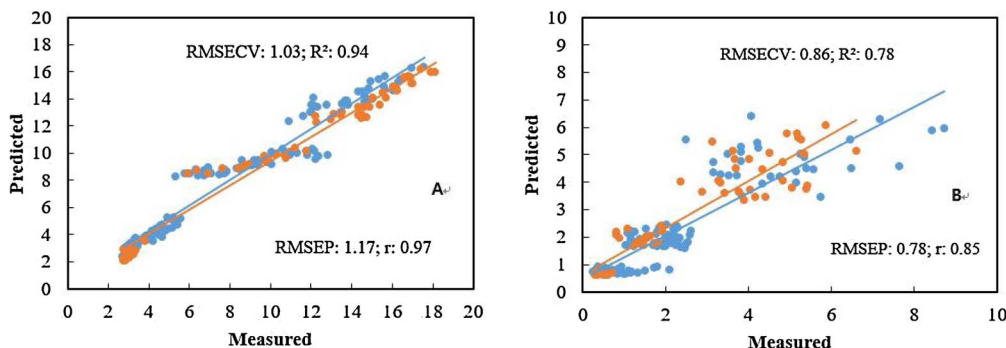 20
18
16
14
12
10
8
6
4
2
0
Predicted
RMSECV: 1.03; R²: 0.94
A
RMSEP: 1.17; r: 0.97
0 2 4 6 8 10 12 14 16 18 20
Measured
10
9
8
7
6
5
4
3
2
1
0
Predicted
RMSECV: 0.86; R²: 0.78
B
RMSEP: 0.78; r: 0.85
0 2 4 6 8 10
Measured